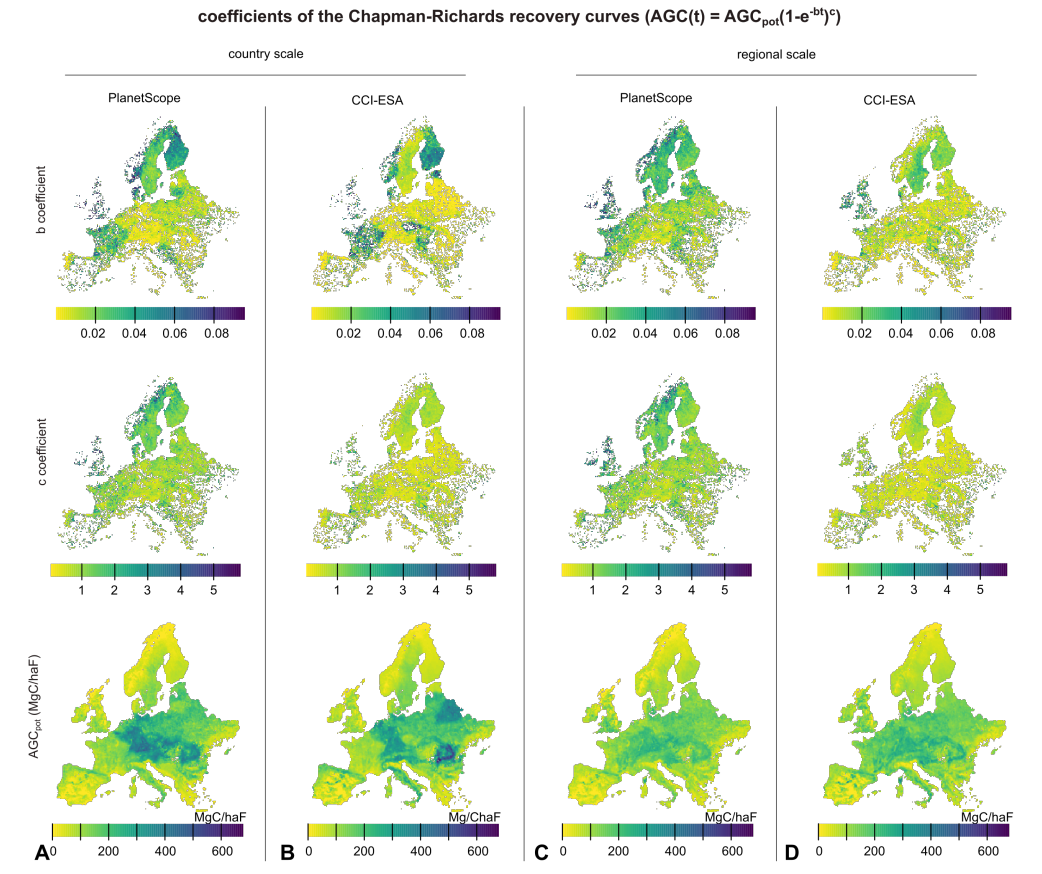 coefficients of the Chapman-Richards recovery curves (AGC(t) = AGCpot(1-e-bt)c)
country scale
regional scale
PlanetScope
CCI-ESA
PlanetScope
CCI-ESA
b coefficient
0.02 0.04 0.06 0.08
0.02 0.04 0.06 0.08
0.02 0.04 0.06 0.08
0.02 0.04 0.06 0.08
c coefficient
1 2 3 4 5
1 2 3 4 5
1 2 3 4 5
1 2 3 4 5
AGCpot (MgC/haF)
MgC/haF
Mg/ChaF
MgC/haF
MgC/haF
A 0 200 400 600
B 0 200 400 600
C 0 200 400 600
D 0 200 400 600